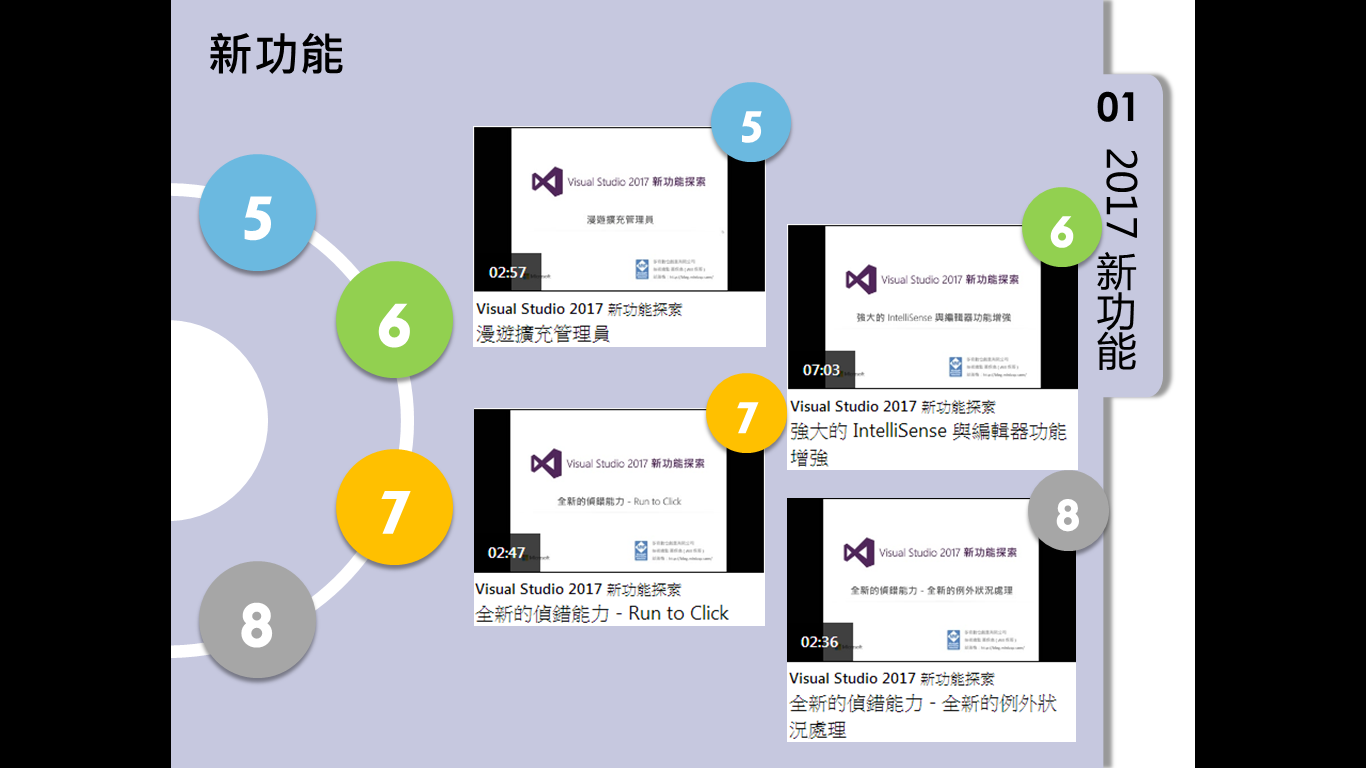 新功能
01 2017 新功能
5
6
7
8
5
Visual Studio 2017 新功能探索
漫遊擴充管理員
02:57
Visual Studio 2017 新功能探索
漫遊擴充管理員
6
Visual Studio 2017 新功能探索
強大的 IntelliSense 與編輯器功能增強
07:03
Visual Studio 2017 新功能探索
強大的 IntelliSense 與編輯器功能
增強
7
Visual Studio 2017 新功能探索
全新的偵錯能力 - Run to Click
02:47
Visual Studio 2017 新功能探索
全新的偵錯能力 - Run to Click
8
Visual Studio 2017 新功能探索
全新的偵錯能力 - 全新的例外狀況處理
02:36
Microsoft
Visual Studio 2017 新功能探索
全新的偵錯能力 - 全新的例外狀
況處理